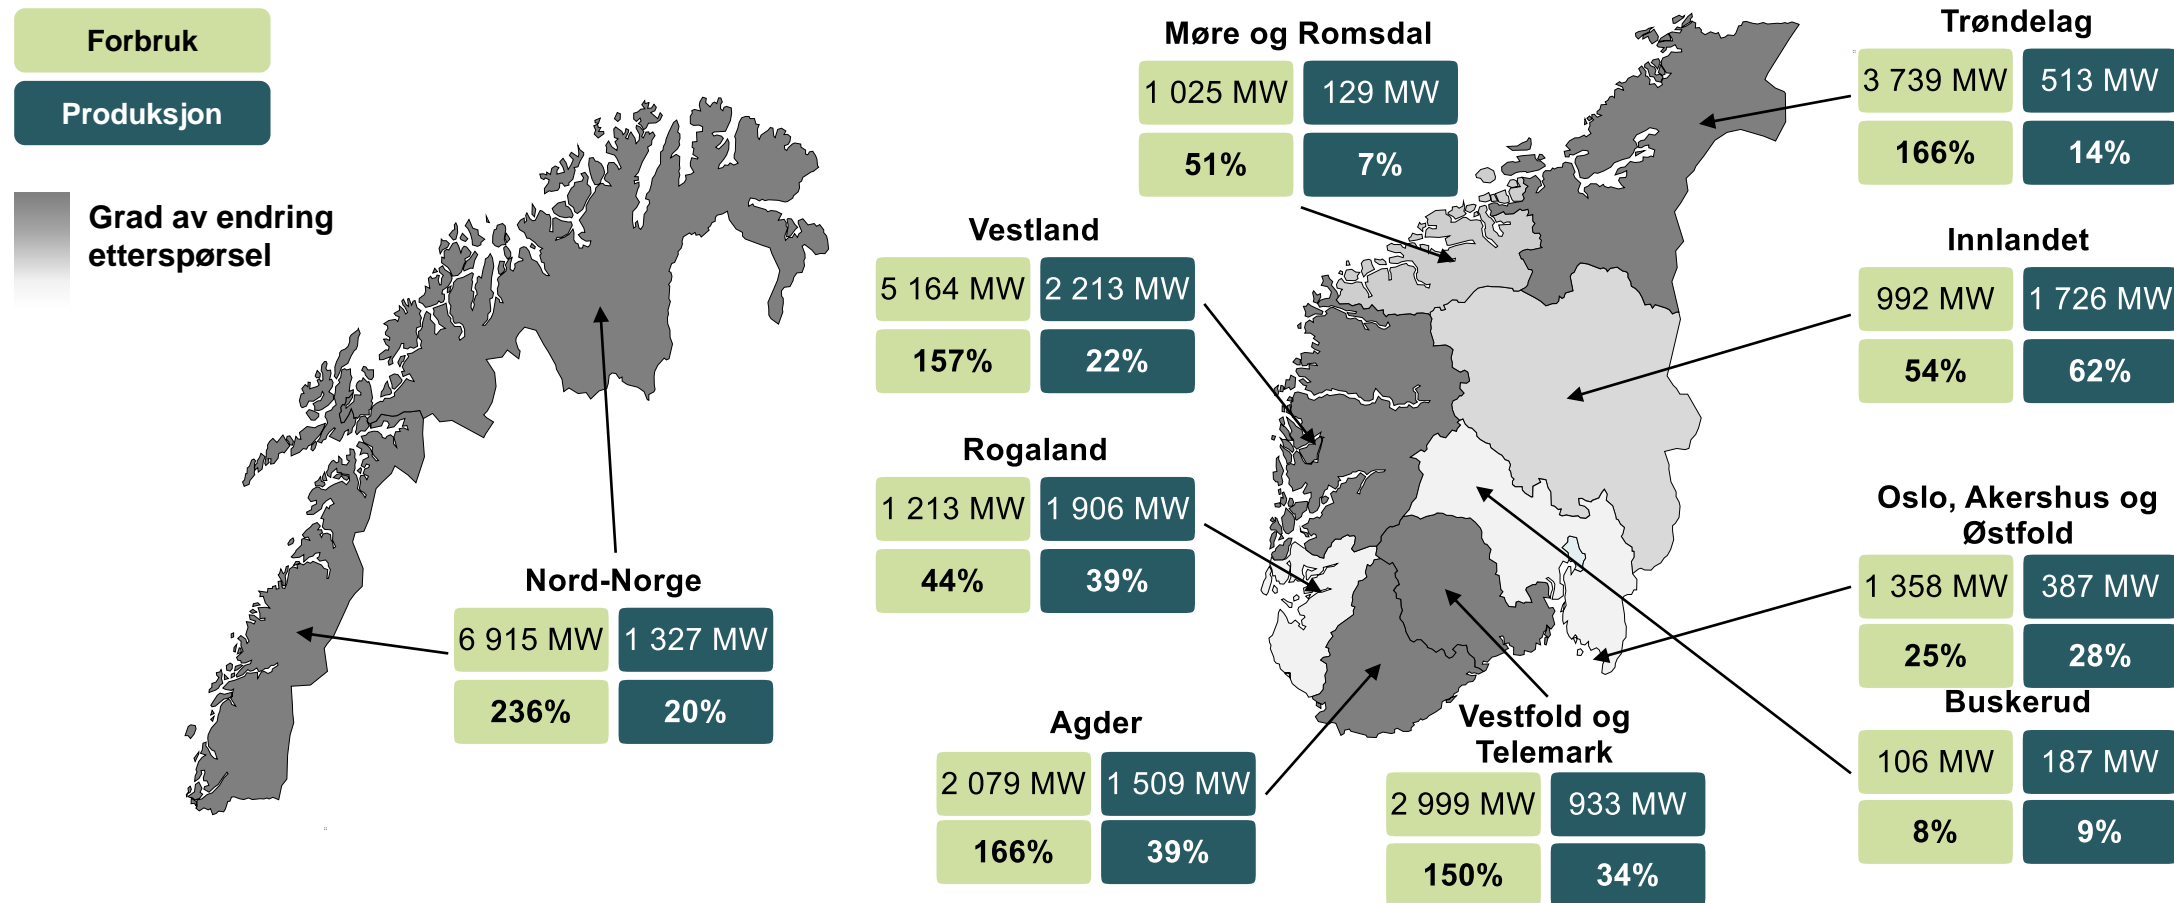 Forbruk
Produksjon
Grad av endring
etterspørsel
Nord-Norge
6 915 MW 1 327 MW
236% 20%
Møre og Romsdal
1 025 MW 129 MW
51% 7%
Vestland
5 164 MW 2 213 MW
157% 22%
Rogaland
1 213 MW 1 906 MW
44% 39%
Agder
2 079 MW 1 509 MW
166% 39%
Vestfold og
Telemark
2 999 MW 933 MW
150% 34%
Trøndelag
3 739 MW 513 MW
166% 14%
Innlandet
992 MW 1 726 MW
54% 62%
Oslo, Akershus og
Østfold
1 358 MW 387 MW
25% 28%
Buskerud
106 MW 187 MW
8% 9%